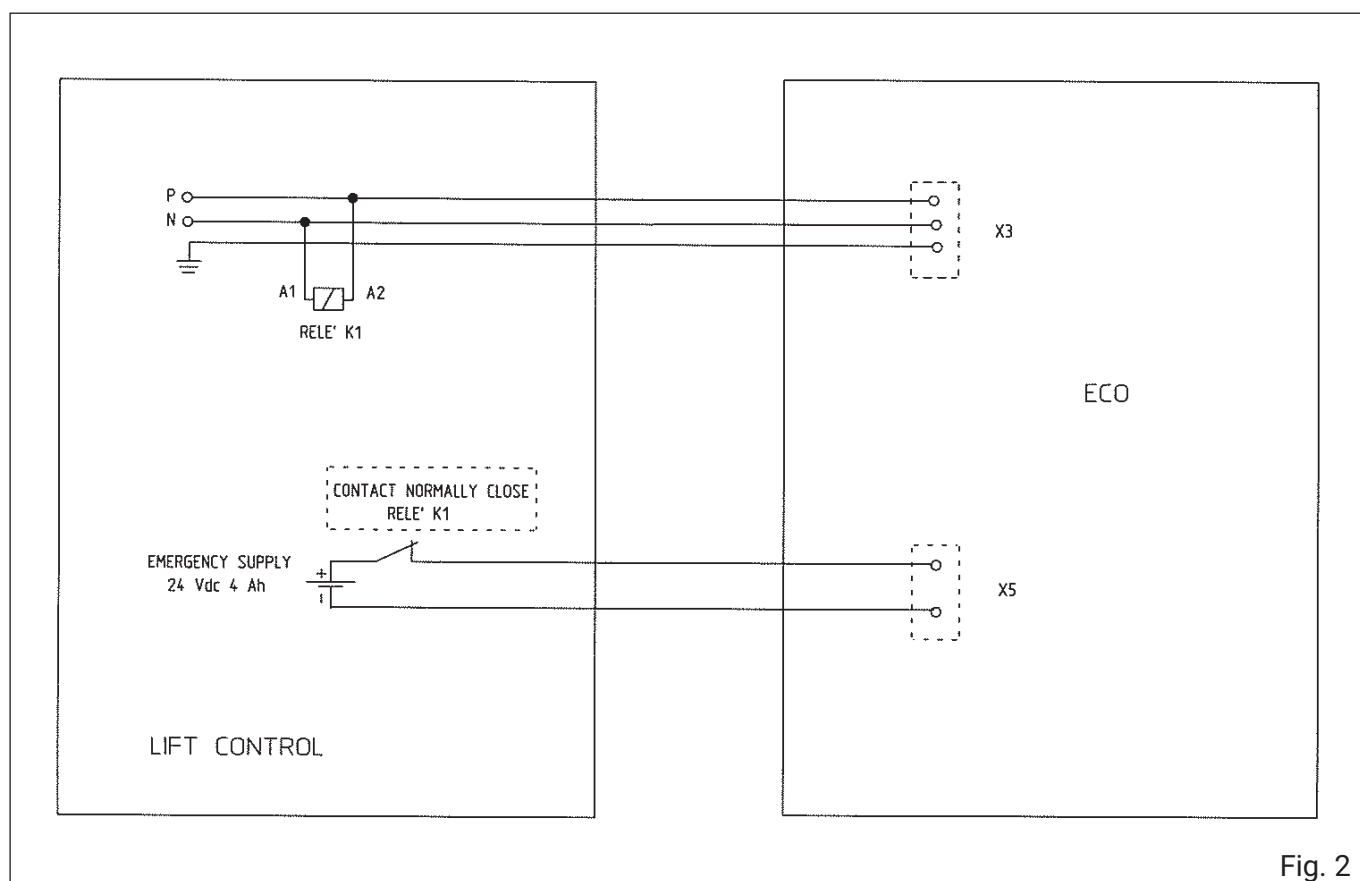 P
N
X3
A1 A2
RELE' K1
ECO
CONTACT NORMALLY CLOSE
RELE' K1
EMERGENCY SUPPLY
24 Vdc 4 Ah
+
-
X5
LIFT CONTROL
Fig. 2